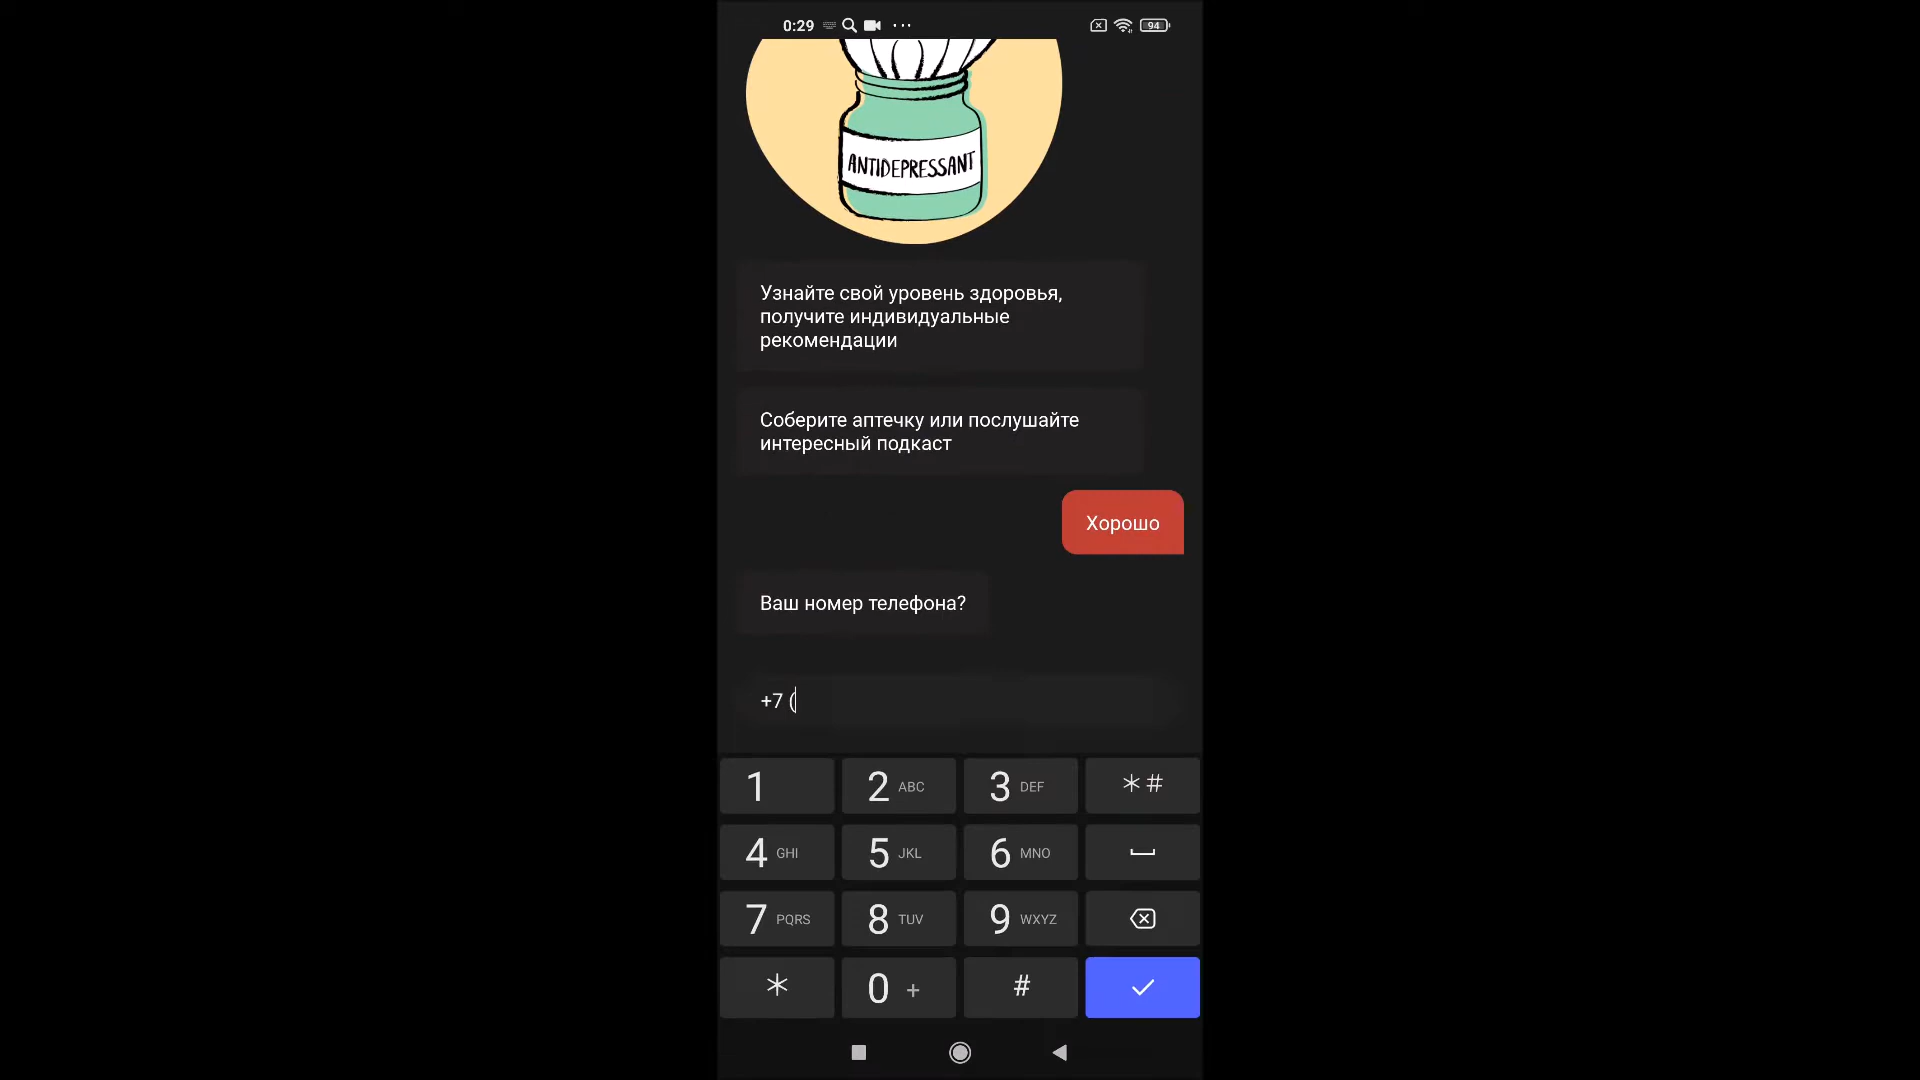 0:29
94
ANTIDEPRESSANT
Узнайте свой уровень здоровья,
получите индивидуальные
рекомендации
Соберите аптечку или послушайте
интересный подкаст
Хорошо
Ваш номер телефона?
+7 (
1
2 ABC
3 DEF
*#
4 GHI
5 JKL
6 MNO
7 PQRS
8 TUV
9 WXYZ
*
0 +
#